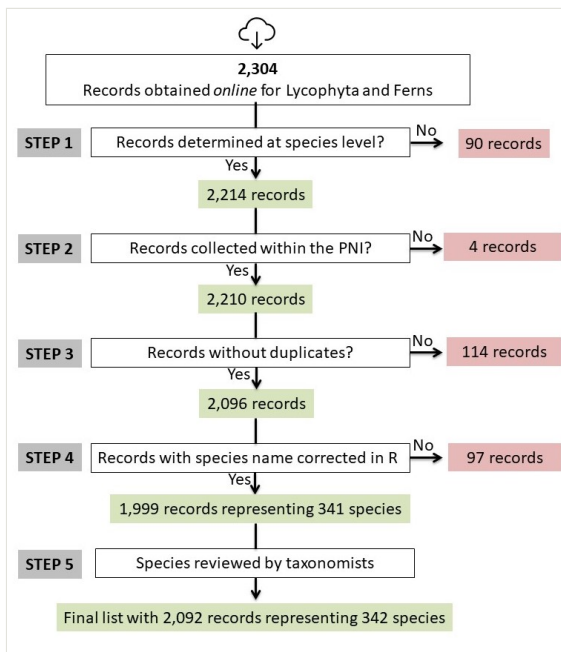 2,304
Records obtained online for Lycophyta and Ferns
STEP 1
Records determined at species level?
No
90 records
Yes
2,214 records
STEP 2
Records collected within the PNI?
No
4 records
Yes
2,210 records
STEP 3
Records without duplicates?
No
114 records
Yes
2,096 records
STEP 4
Records with species name corrected in R
No
97 records
Yes
1,999 records representing 341 species
STEP 5
Species reviewed by taxonomists
Final list with 2,092 records representing 342 species